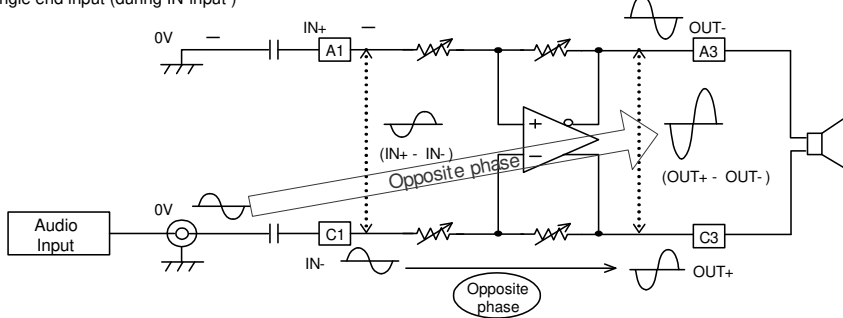 ngle end input (during IN input )
0V
IN+
A1
OUT-
A3
+
−
(IN+ - IN- )
Opposite phase
(OUT+ - OUT- )
0V
Audio
Input
C1
C3
IN-
OUT+
Opposite
phase